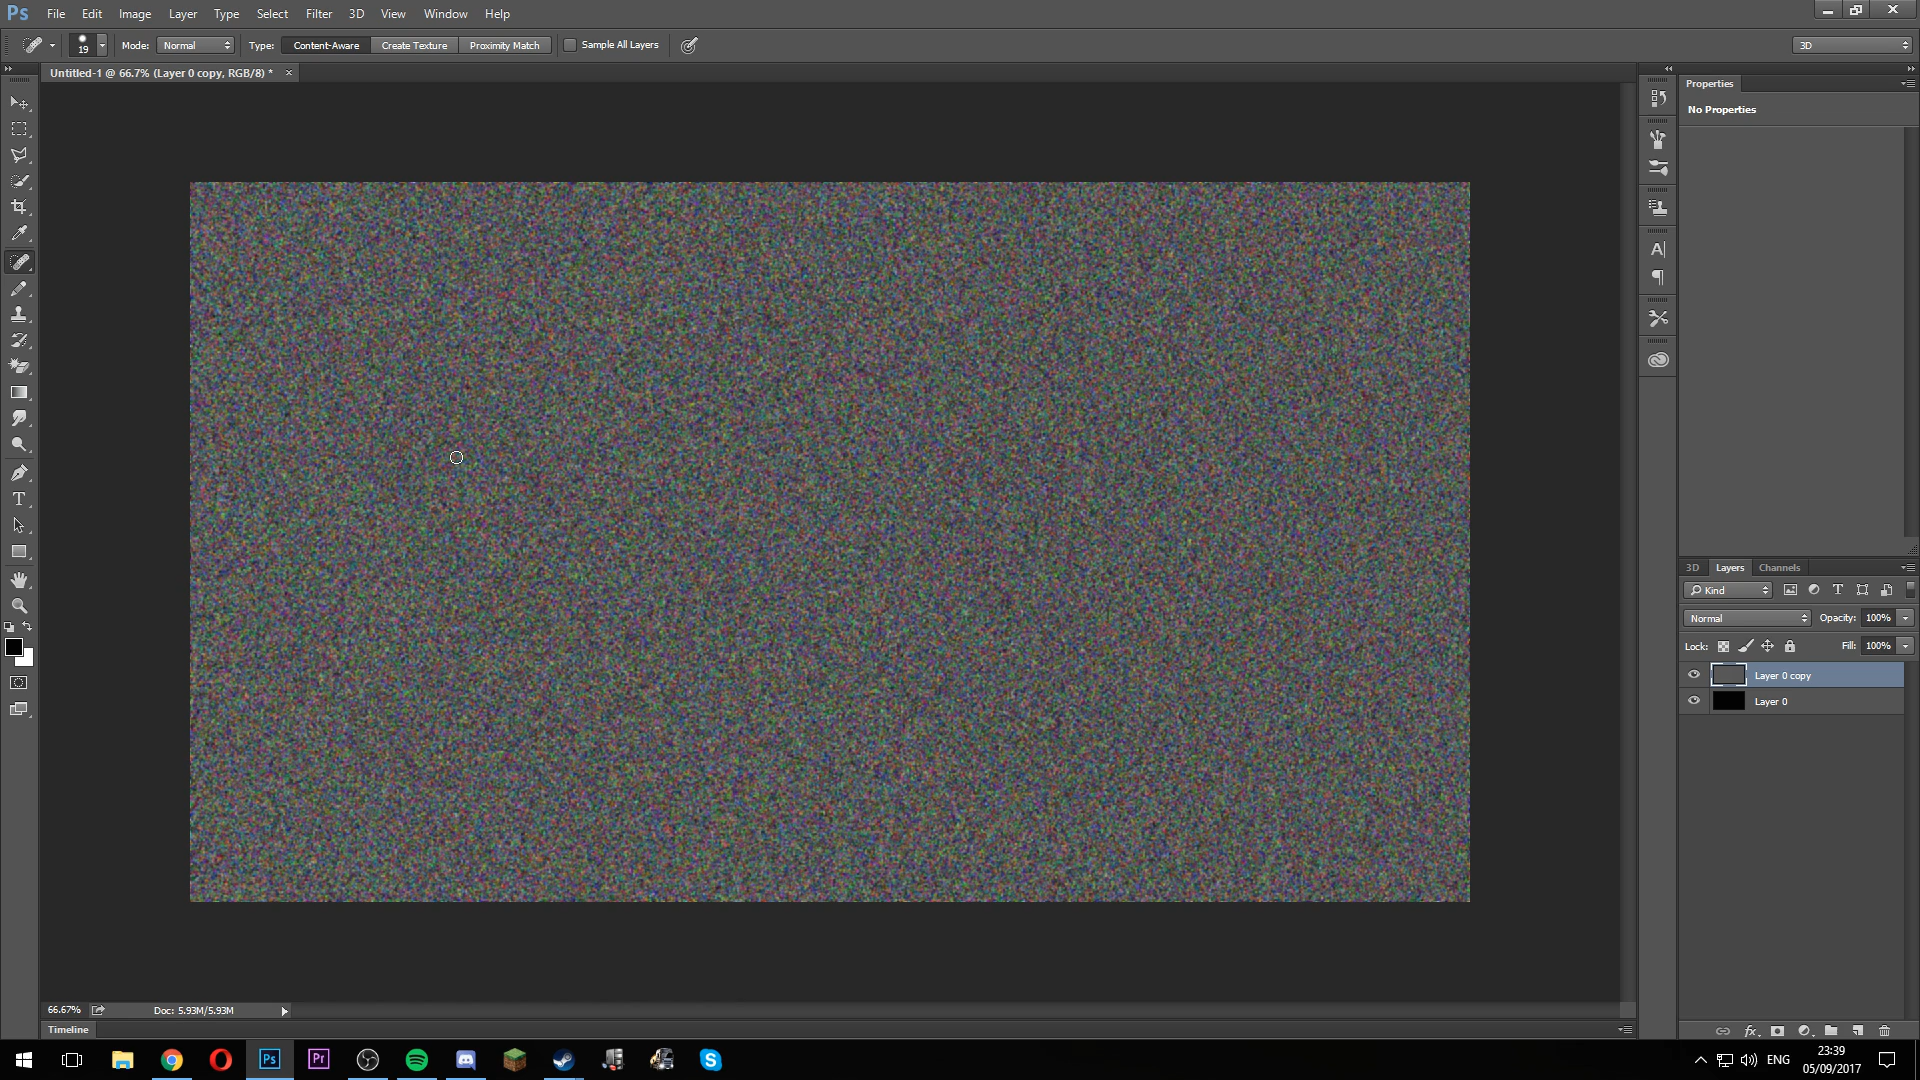 Ps File Edit Image Layer Type Select Filter 3D View Window Help
19 Mode: Normal Type: Content-Aware Create Texture Proximity Match Sample All Layers 3D
Untitled-1 @ 66.7% (Layer 0 copy, RGB/8) * ×
Properties
No Properties
3D Layers Channels
Kind
Normal Opacity: 100%
Lock: Fill: 100%
Layer 0 copy
Layer 0
66.67% Doc: 5.93M/5.93M
Timeline
Ps Pr ENG 23:39
05/09/2017